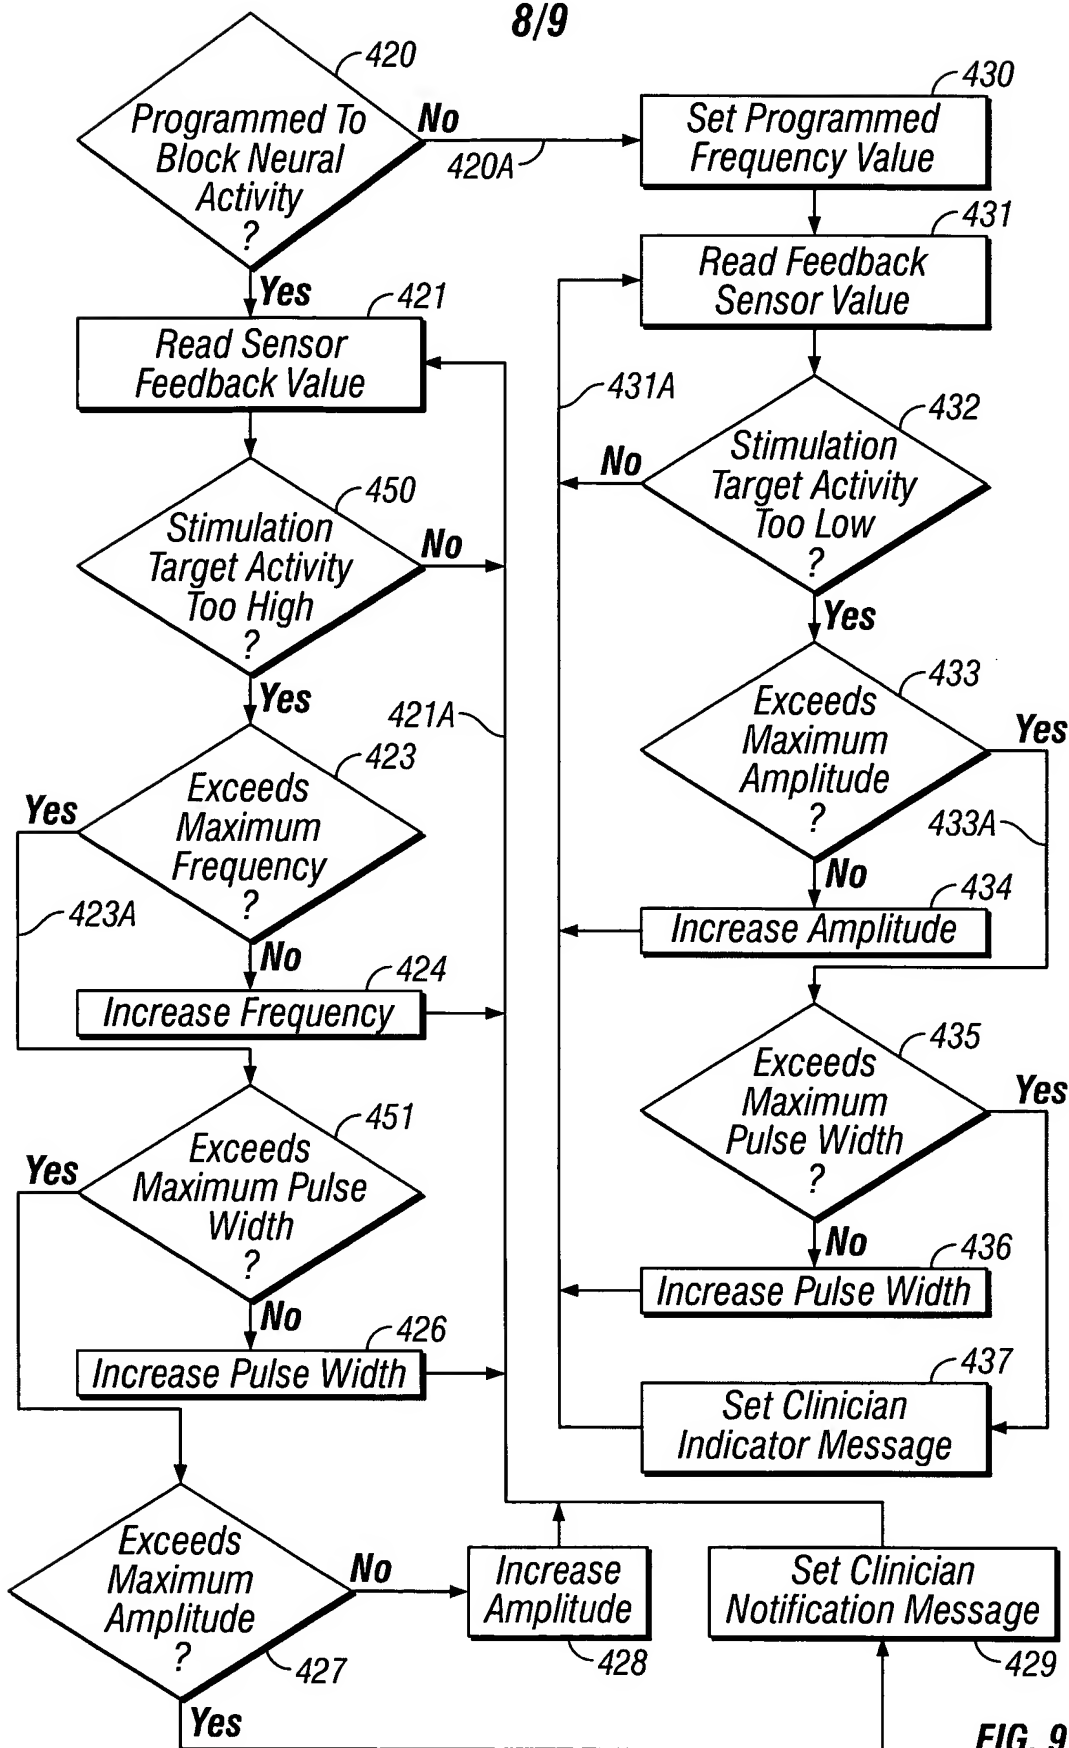 8/9
420
Programmed To
Block Neural
Activity
?
No
420A
Yes
421
Read Sensor
Feedback Value
450
Stimulation
Target Activity
Too High
?
No
Yes
421A
423
Exceeds
Maximum
Frequency
?
Yes
423A
No
424
Increase Frequency
451
Exceeds
Maximum Pulse
Width
?
Yes
No
426
Increase Pulse Width
Exceeds
Maximum
Amplitude
?
427
No
Yes
Increase
Amplitude
428
Set Clinician
Notification Message
429
430
Set Programmed
Frequency Value
431
Read Feedback
Sensor Value
431A
432
Stimulation
Target Activity
Too Low
?
No
Yes
433
Exceeds
Maximum
Amplitude
?
Yes
433A
No
434
Increase Amplitude
435
Exceeds
Maximum
Pulse Width
?
Yes
No
436
Increase Pulse Width
437
Set Clinician
Indicator Message
FIG. 9